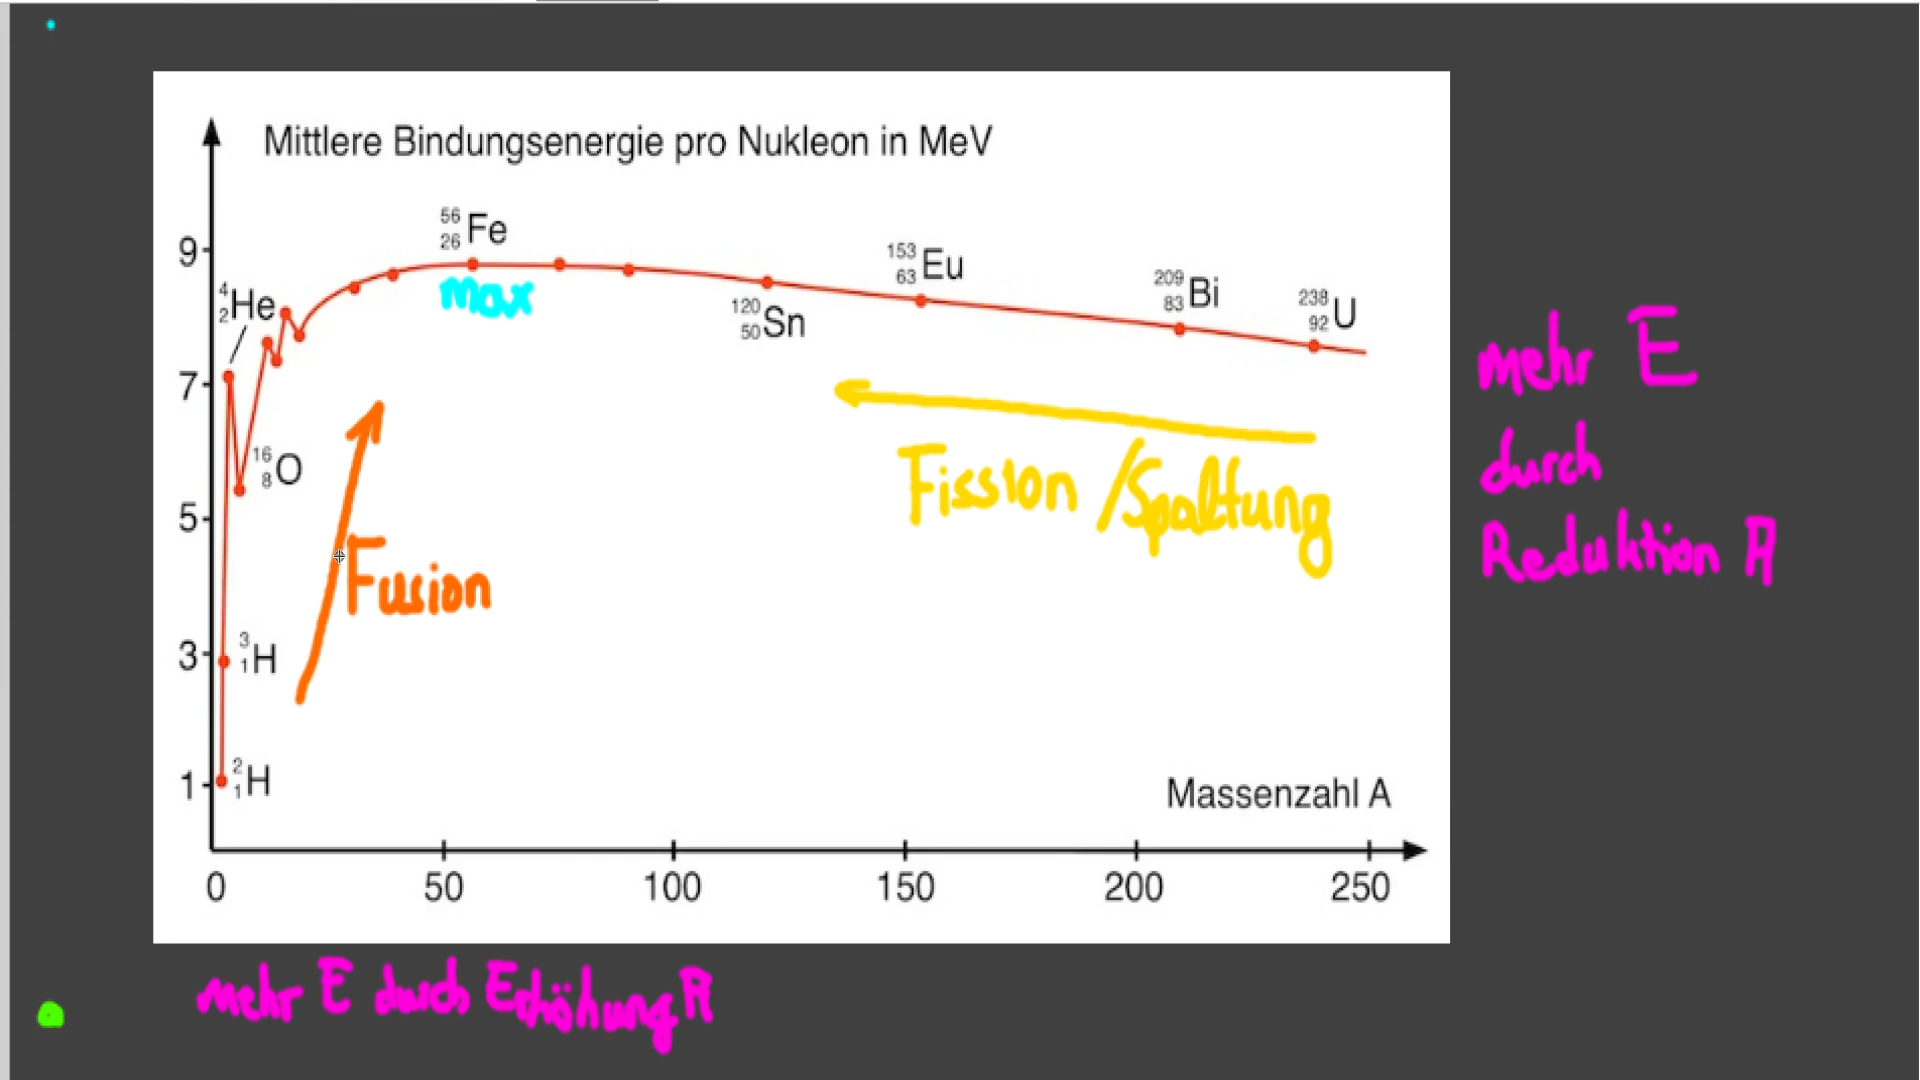 Mittlere Bindungsenergie pro Nukleon in MeV
56
26 Fe
9
153
63 Eu
4
2 He
max
209
83 Bi
238
92 U
120
50 Sn
mehr E
7
durch
16
8 O
Fission / Spaltung
5
Reduktion A
Fusion
3
3
1 H
1
2
1 H
Massenzahl A
0 50 100 150 200 250
mehr E durch Erhöhung A